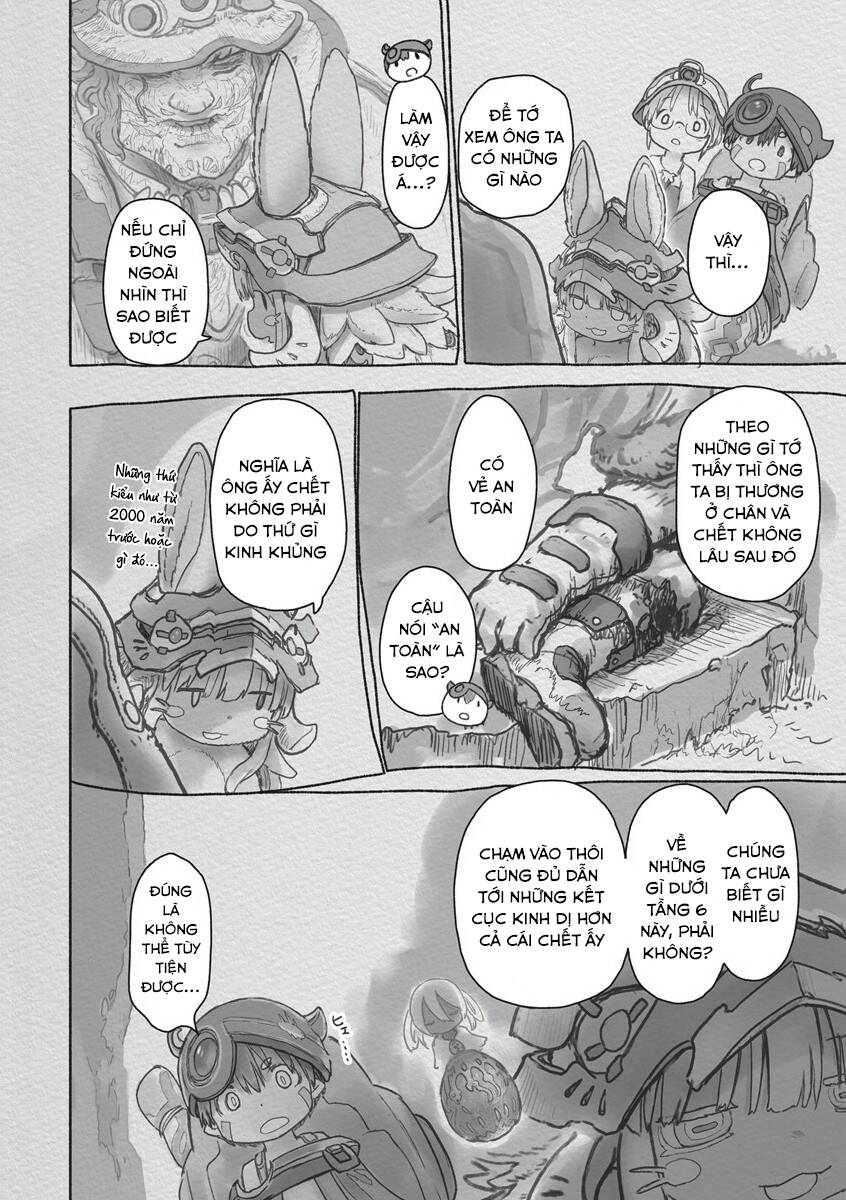 VẬY
THÌ...
ĐỂ TỚ
XEM ÔNG TA
CÓ NHỮNG
GÌ NÀO
LÀM
VẬY
ĐƯỢC
Á...?
NẾU CHỈ
ĐỨNG
NGOÀI
NHÌN THÌ
SAO BIẾT
ĐƯỢC
THEO
NHỮNG GÌ TỚ
THẤY THÌ ÔNG
TA BỊ THƯƠNG
Ở CHÂN VÀ
CHẾT KHÔNG
LÂU SAU ĐÓ
CÓ
VẺ AN
TOÀN
CẬU
NÓI "AN
TOÀN" LÀ
SAO?
NGHĨA LÀ
ÔNG ẤY CHẾT
KHÔNG PHẢI
DO THỨ GÌ
KINH KHỦNG
Những thứ
kiểu như từ
2000 năm
trước hoặc
gì đó...
CHÚNG
TA CHƯA
BIẾT GÌ
NHIỀU
VỀ
NHỮNG
GÌ DƯỚI
TẦNG 6
NÀY, PHẢI
KHÔNG?
CHẠM VÀO THÔI
CŨNG ĐỦ DẪN
TỚI NHỮNG KẾT
CỤC KINH DỊ HƠN
CẢ CÁI CHẾT ẤY
ĐÚNG
LÀ
KHÔNG
THỂ TÙY
TIỆN
ĐƯỢC...